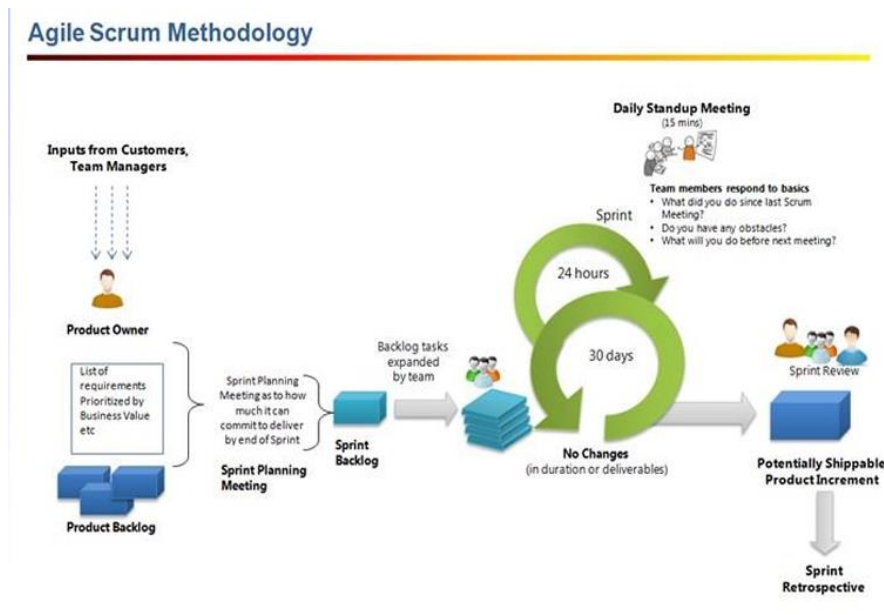 Agile Scrum Methodology
Inputs from Customers,
Team Managers
Product Owner
List of
requirements
Prioritized by
Business Value
etc
Product Backlog
Sprint Planning
Meeting as to how
much it can
commit to deliver
by end of Sprint
Sprint Planning
Meeting
Sprint
Backlog
Backlog tasks
expanded
by team
Sprint
24 hours
30 days
No Changes
(in duration or deliverables)
Daily Standup Meeting
(15 mins)
Team members respond to basics
• What did you do since last Scrum
Meeting?
• Do you have any obstacles?
• What will you do before next meeting?
Sprint Review
Potentially Shippable
Product Increment
Sprint
Retrospective